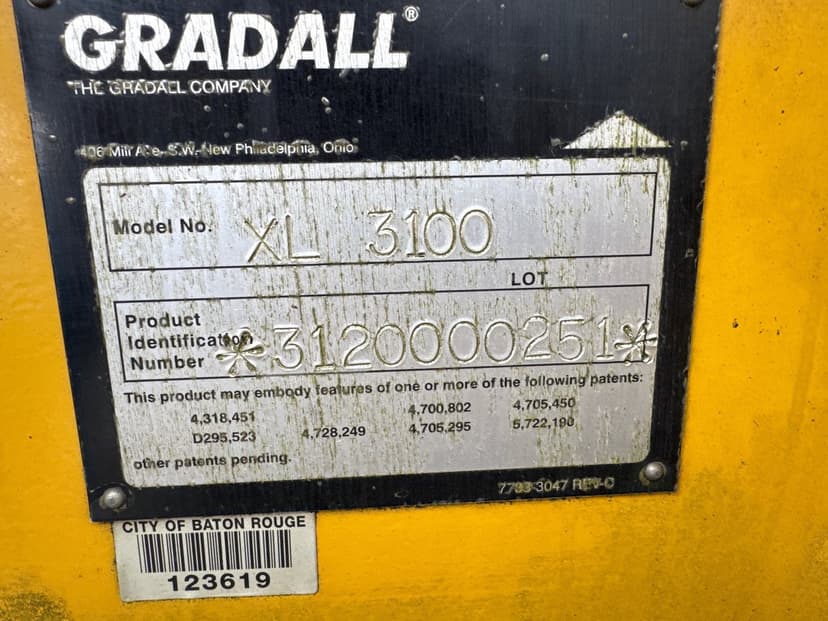 GRADALL®
THE GRADALL COMPANY
406 Mill Ave. S.W. New Philadelphia, Ohio
Model No. XL 3100
LOT
Product
Identification
Number *3120000251*
This product may embody features of one or more of the following patents:
4,318,451 4,700,802 4,705,450
D295,523 4,728,249 4,705,295 5,722,190
other patents pending.
7793-3047 REV-C
CITY OF BATON ROUGE
123619